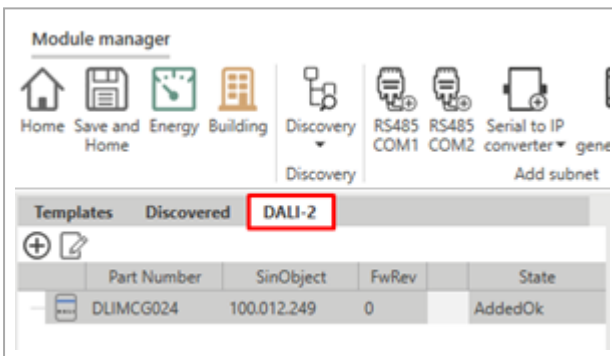 Module manager
Home Save and Home Energy Building Discovery RS485 COM1 RS485 COM2 Serial to IP converter
Discovery Add subnet
Templates Discovered DALI-2
Part Number SinObject FwRev State
DLIMCG024 100.012.249 0 AddedOk